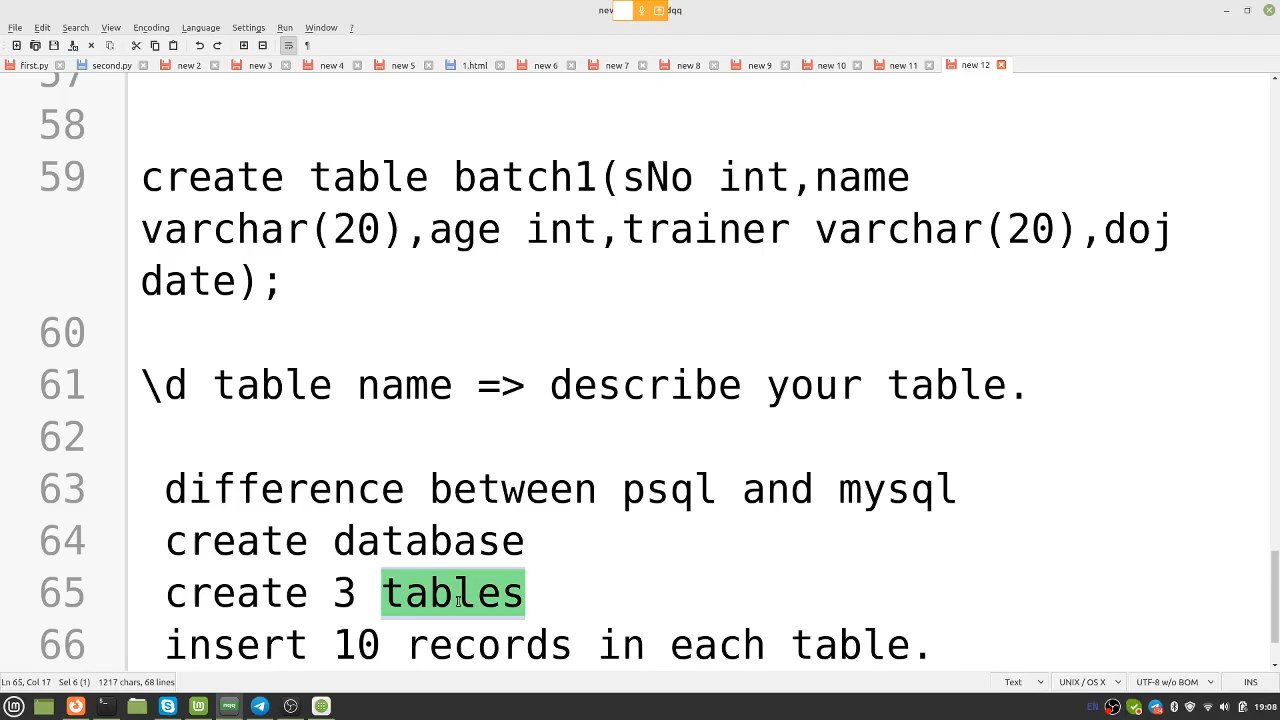 new
dqq
File Edit Search View Encoding Language Settings Run Window ?
first.py second.py new 2 new 3 new 4 new 5 1.html new 6 new 7 new 8 new 9 new 10 new 11 new 12
57
58
59 create table batch1(sNo int,name
varchar(20),age int,trainer varchar(20),doj
date);
60
61 \d table name => describe your table.
62
63 difference between psql and mysql
64 create database
65 create 3 tables
66 insert 10 records in each table.
Ln 65, Col 17 Sel 6 (1) 1217 chars, 68 lines Text UNIX / OS X UTF-8 w/o BOM INS
EN 19:08